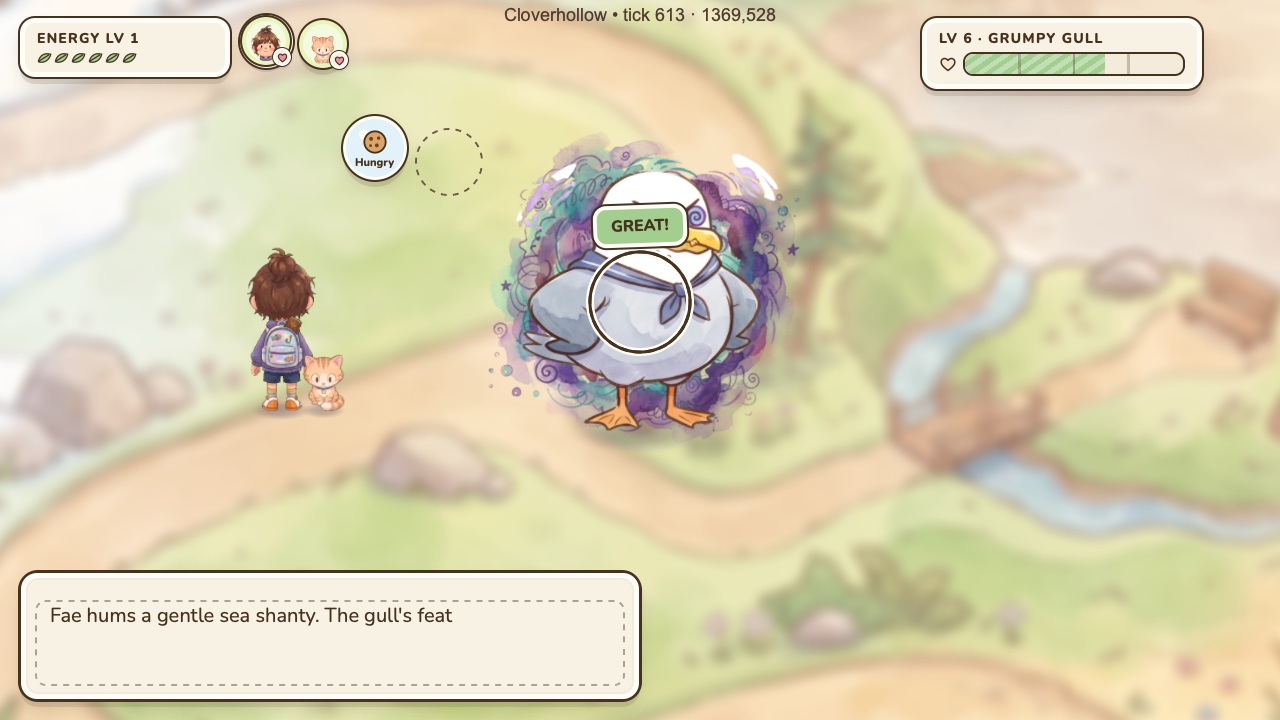 Cloverhollow • tick 613 · 1369,528
ENERGY LV 1
LV 6 · GRUMPY GULL
Hungry
GREAT!
Fae hums a gentle sea shanty. The gull's feat